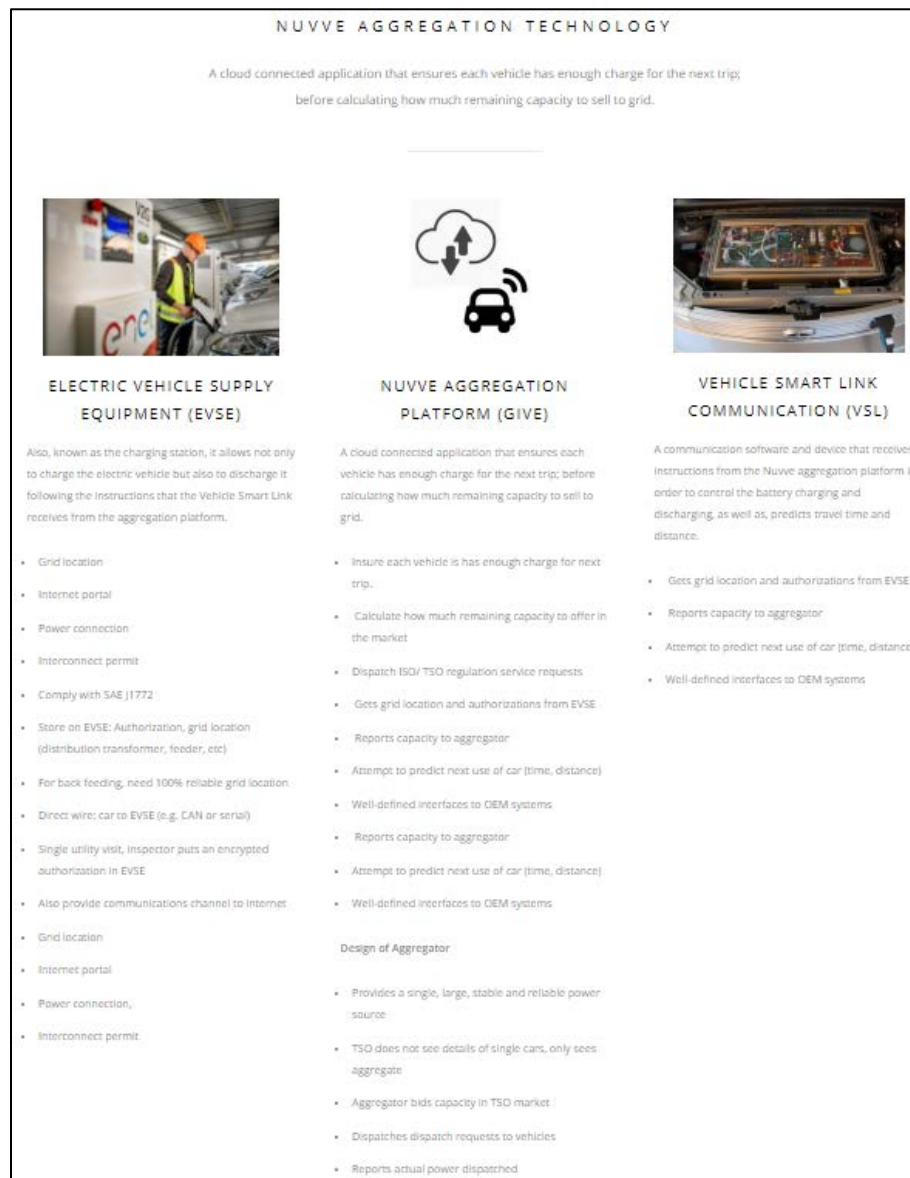 NUVVE AGGREGATION TECHNOLOGY
A cloud connected application that ensures each vehicle has enough charge for the next trip;
before calculating how much remaining capacity to sell to grid.
V2G
enel
ELECTRIC VEHICLE SUPPLY
EQUIPMENT (EVSE)
Also, known as the charging station, it allows not only
to charge the electric vehicle but also to discharge it
following the instructions that the Vehicle Smart Link
receives from the aggregation platform.
• Grid location
• Internet portal
• Power connection
• Interconnect permit
• Comply with SAE J1772
• Store on EVSE: Authorization, grid location
(distribution transformer, feeder, etc)
• For back feeding, need 100% reliable grid location
• Direct wire: car to EVSE (e.g. CAN or serial)
• Single utility visit, inspector puts an encrypted
authorization in EVSE
• Also provide communications channel to internet
• Grid location
• Internet portal
• Power connection,
• Interconnect permit
NUVVE AGGREGATION
PLATFORM (GIVE)
A cloud connected application that ensures each
vehicle has enough charge for the next trip; before
calculating how much remaining capacity to sell to
grid.
• Insure each vehicle is has enough charge for next
trip.
• Calculate how much remaining capacity to offer in
the market
• Dispatch ISO/ TSO regulation service requests
• Gets grid location and authorizations from EVSE
• Reports capacity to aggregator
• Attempt to predict next use of car (time, distance)
• Well-defined interfaces to OEM systems
• Reports capacity to aggregator
• Attempt to predict next use of car (time, distance)
• Well-defined interfaces to OEM systems
Design of Aggregator
• Provides a single, large, stable and reliable power
source
• TSO does not see details of single cars, only sees
aggregate
• Aggregator bids capacity in TSO market
• Dispatches dispatch requests to vehicles
• Reports actual power dispatched
VEHICLE SMART LINK
COMMUNICATION (VSL)
A communication software and device that receives
instructions from the Nuvve aggregation platform i
order to control the battery charging and
discharging, as well as, predicts travel time and
distance.
• Gets grid location and authorizations from EVSE
• Reports capacity to aggregator
• Attempt to predict next use of car (time, distance
• Well-defined interfaces to OEM systems